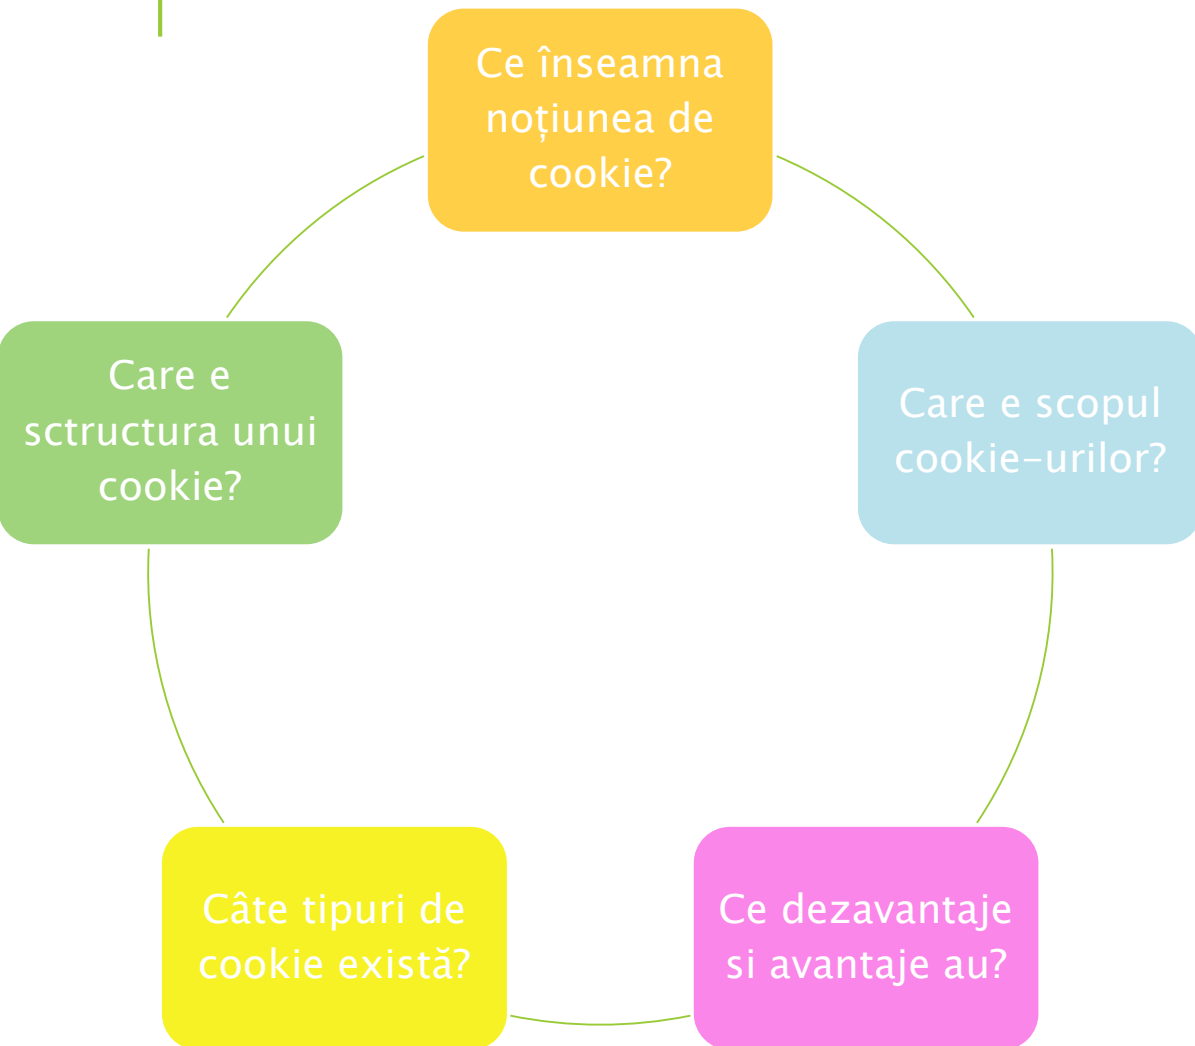 Ce înseamna
noțiunea de
cookie?
Care e scopul
cookie-urilor?
Ce dezavantaje
si avantaje au?
Câte tipuri de
cookie există?
Care e
sctructura unui
cookie?